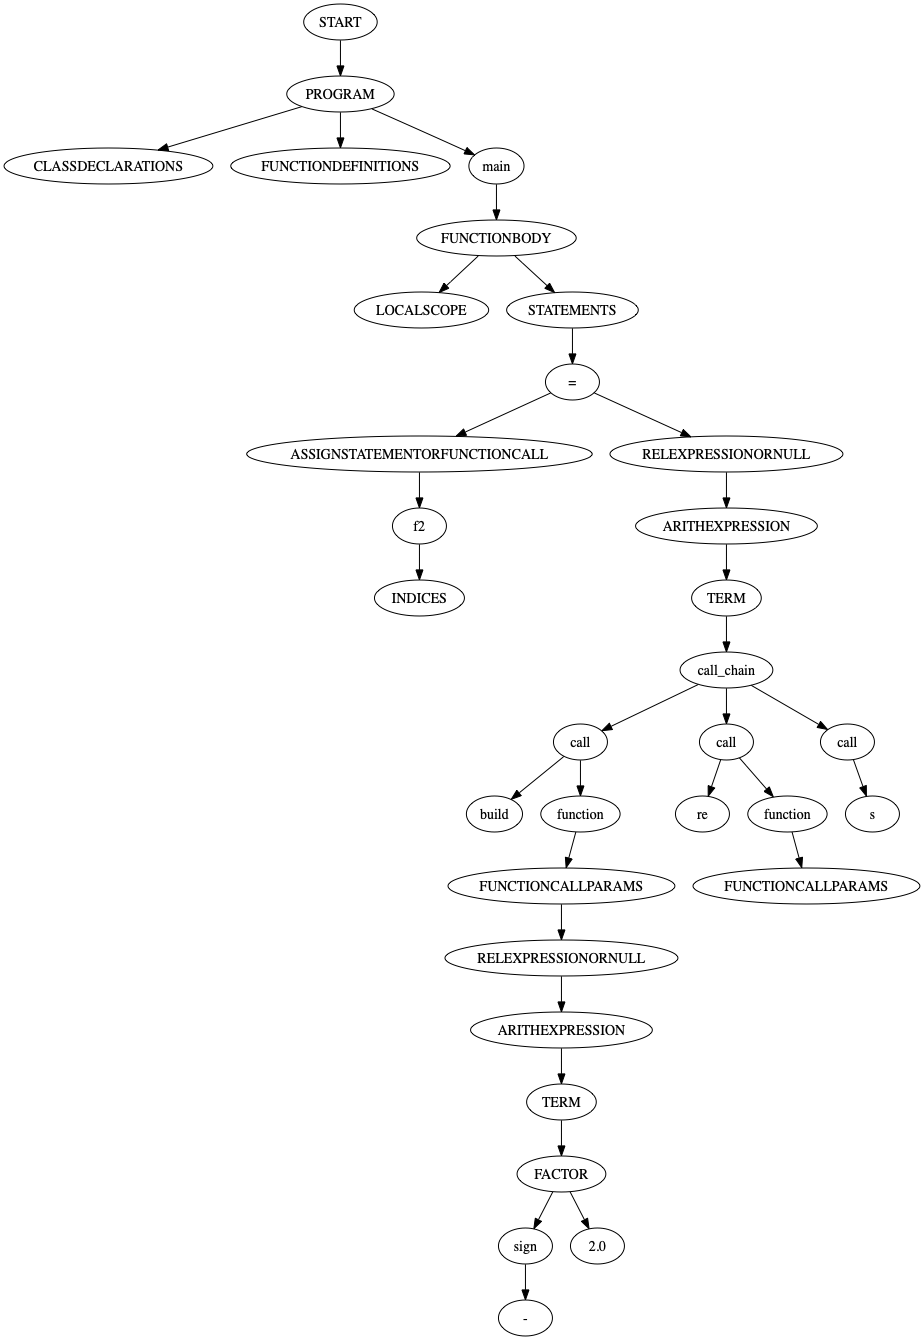 START
PROGRAM
CLASSDECLARATIONS
FUNCTIONDEFINITIONS
main
FUNCTIONBODY
LOCALSCOPE
STATEMENTS
=
ASSIGNSTATEMENTORFUNCTIONCALL
RELEXPRESSIONORNULL
f2
ARITHEXPRESSION
INDICES
TERM
call_chain
call
call
call
build
function
re
function
s
FUNCTIONCALLPARAMS
FUNCTIONCALLPARAMS
RELEXPRESSIONORNULL
ARITHEXPRESSION
TERM
FACTOR
sign
2.0
-